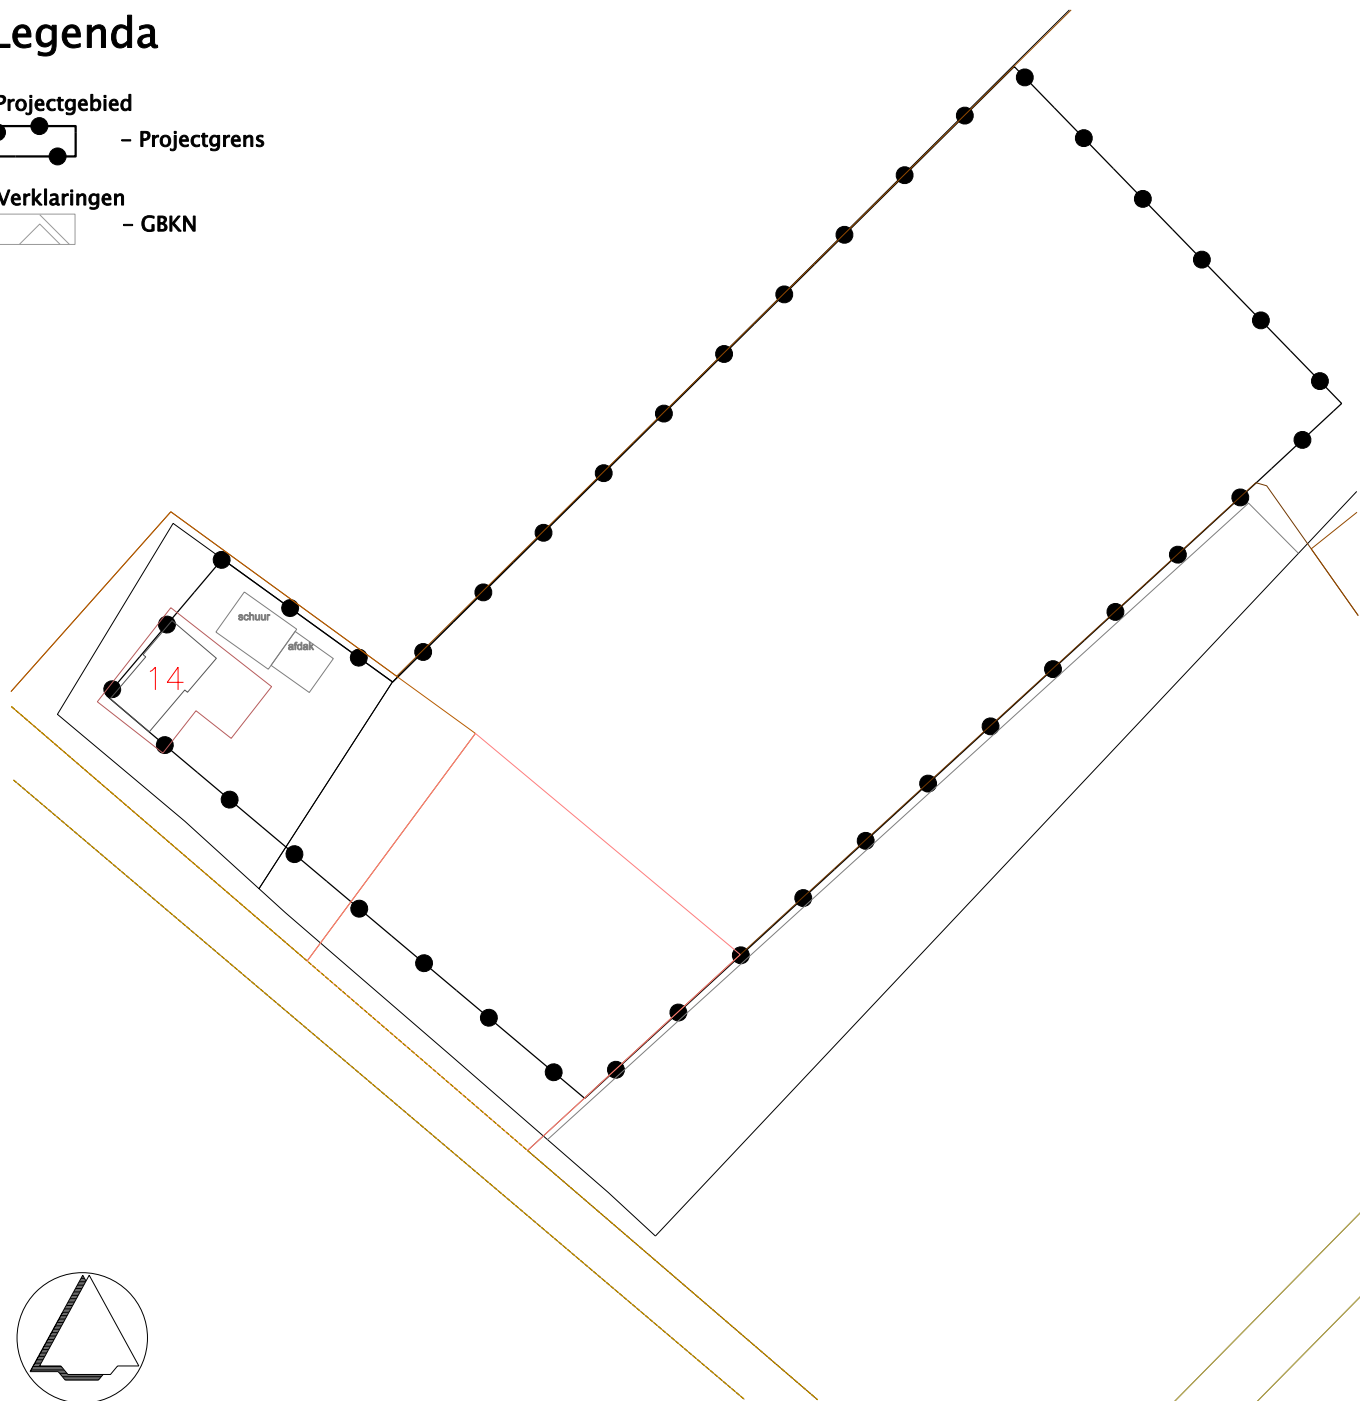 Legenda
Projectgebied
– Projectgrens
Verklaringen
– GBKN
schuur
afdak
14